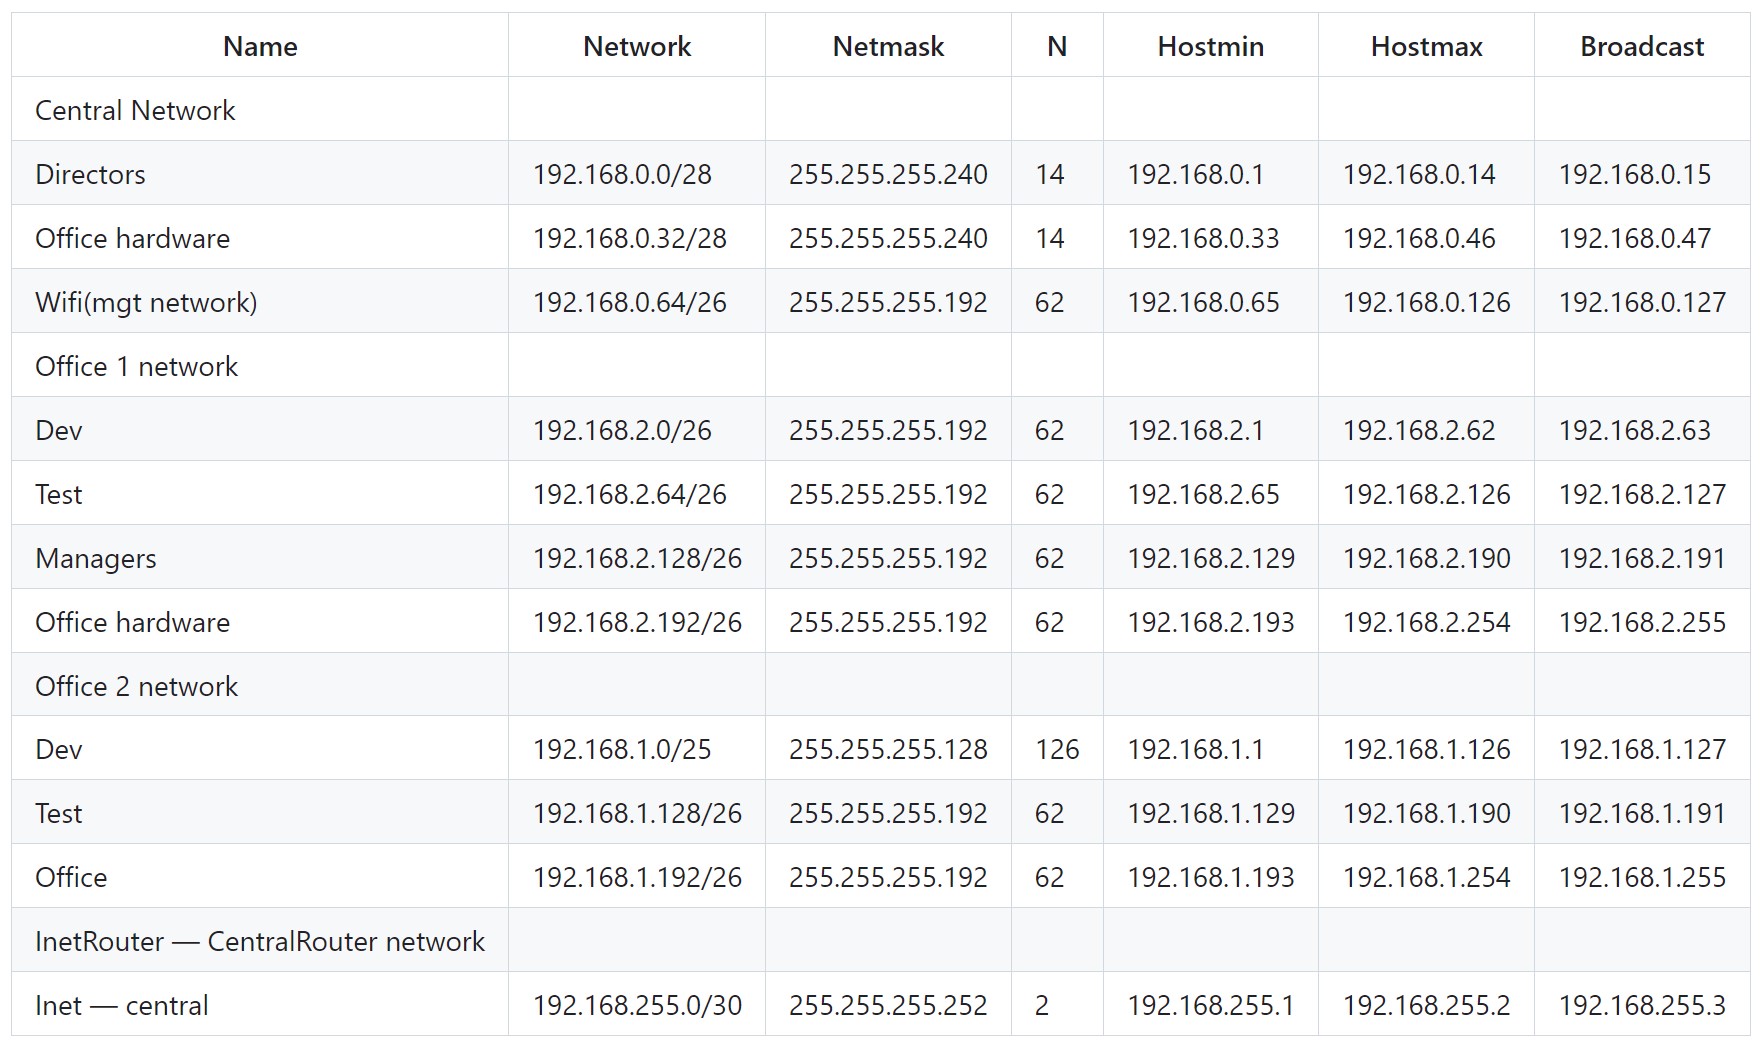 Name Network Netmask N Hostmin Hostmax Broadcast
Central Network
Directors 192.168.0.0/28 255.255.255.240 14 192.168.0.1 192.168.0.14 192.168.0.15
Office hardware 192.168.0.32/28 255.255.255.240 14 192.168.0.33 192.168.0.46 192.168.0.47
Wifi(mgt network) 192.168.0.64/26 255.255.255.192 62 192.168.0.65 192.168.0.126 192.168.0.127
Office 1 network
Dev 192.168.2.0/26 255.255.255.192 62 192.168.2.1 192.168.2.62 192.168.2.63
Test 192.168.2.64/26 255.255.255.192 62 192.168.2.65 192.168.2.126 192.168.2.127
Managers 192.168.2.128/26 255.255.255.192 62 192.168.2.129 192.168.2.190 192.168.2.191
Office hardware 192.168.2.192/26 255.255.255.192 62 192.168.2.193 192.168.2.254 192.168.2.255
Office 2 network
Dev 192.168.1.0/25 255.255.255.128 126 192.168.1.1 192.168.1.126 192.168.1.127
Test 192.168.1.128/26 255.255.255.192 62 192.168.1.129 192.168.1.190 192.168.1.191
Office 192.168.1.192/26 255.255.255.192 62 192.168.1.193 192.168.1.254 192.168.1.255
InetRouter — CentralRouter network
Inet — central 192.168.255.0/30 255.255.255.252 2 192.168.255.1 192.168.255.2 192.168.255.3